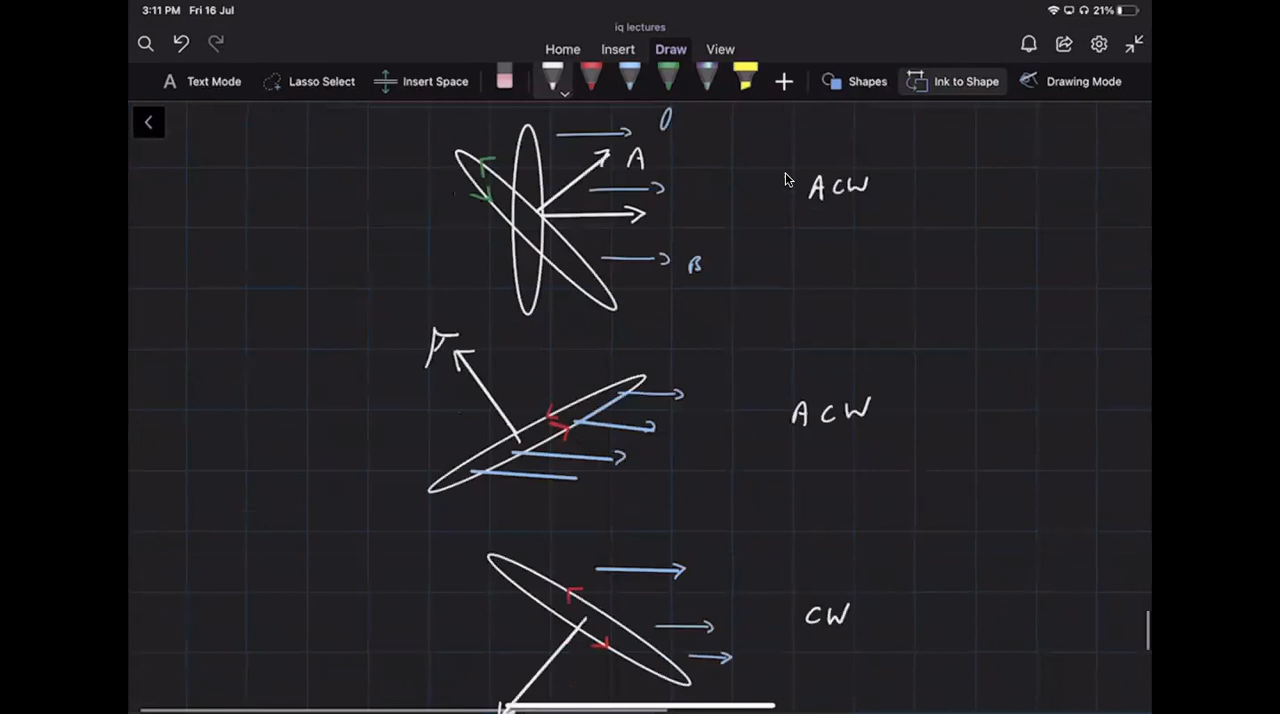 3:11 PM Fri 16 Jul
21%
iq lectures
Home Insert Draw View
Text Mode Lasso Select Insert Space Shapes Ink to Shape Drawing Mode
A
ACW
B
ACW
CW